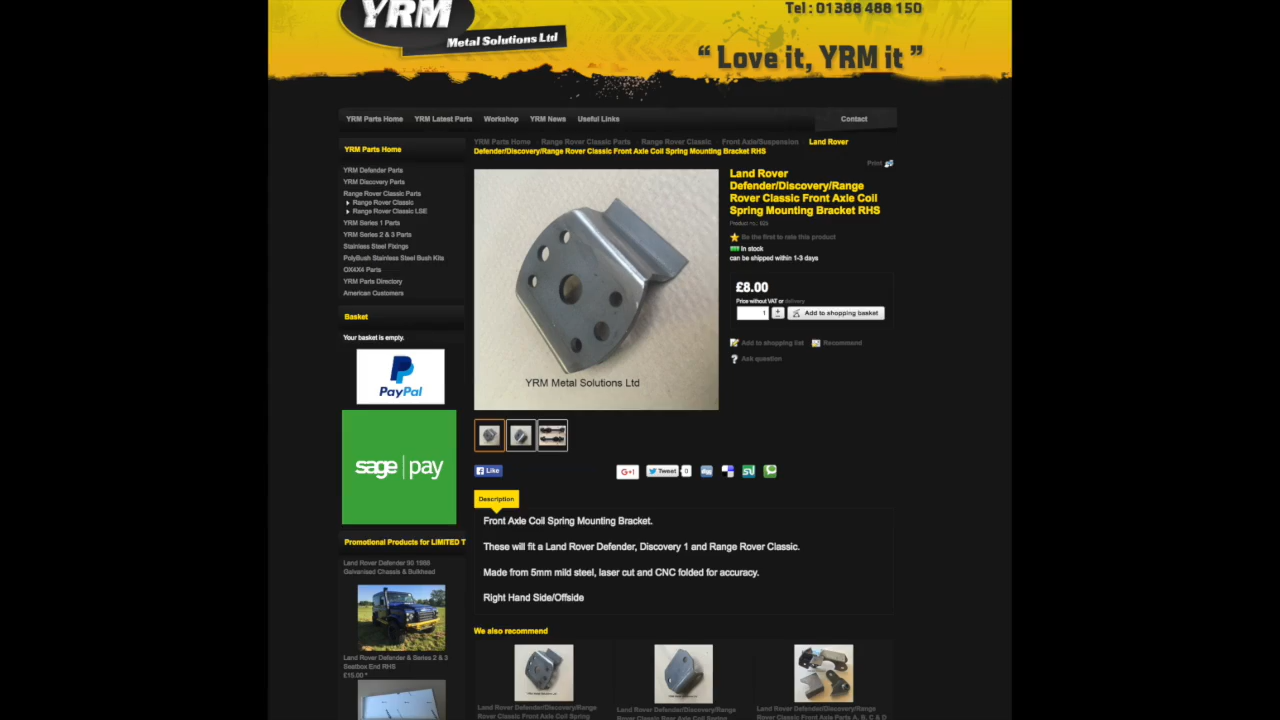 YRM
Metal Solutions Ltd
Tel : 01388 488 150
“ Love it, YRM it ”
YRM Parts Home
YRM Latest Parts
Workshop
YRM News
Useful Links
Contact
YRM Parts Home
YRM Defender Parts
YRM Discovery Parts
Range Rover Classic Parts
Range Rover Classic
Range Rover Classic LSE
YRM Series 1 Parts
YRM Series 2 & 3 Parts
Stainless Steel Fixings
PolyBush Stainless Steel Bush Kits
OX4X4 Parts
YRM Parts Directory
American Customers
Basket
Your basket is empty.
PayPal
sage pay
Promotional Products for LIMITED T
Land Rover Defender 90 1988
Galvanised Chassis & Bulkhead
Land Rover Defender & Series 2 & 3
Seatbox End RHS
£15.00 *
YRM Parts Home Range Rover Classic Parts Range Rover Classic Front Axle/Suspension Land Rover
Defender/Discovery/Range Rover Classic Front Axle Coil Spring Mounting Bracket RHS
Print
YRM Metal Solutions Ltd
Land Rover
Defender/Discovery/Range
Rover Classic Front Axle Coil
Spring Mounting Bracket RHS
Be the first to rate this product
In stock
can be shipped within 1-3 days
£8.00
Price without VAT or delivery
1
Add to shopping basket
Add to shopping list
Recommend
Ask question
Like
G+1
Tweet
0
Description
Front Axle Coil Spring Mounting Bracket.
These will fit a Land Rover Defender, Discovery 1 and Range Rover Classic.
Made from 5mm mild steel, laser cut and CNC folded for accuracy.
Right Hand Side/Offside
We also recommend
Land Rover Defender/Discovery/Range
Rover Classic Front Axle Coil Spring
Land Rover Defender/Discovery/Range
Rover Classic Rear Axle Coil Spring
Land Rover Defender/Discovery/Range
Rover Classic Front Axle Parts A, B, C & D